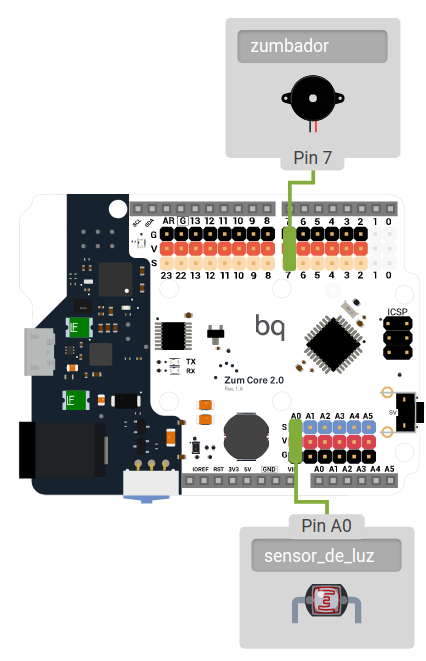 zumbador
Pin 7
SCL SDA AR G 13 12 11 10 9 8 7 6 5 4 3 2 1 0
G
V
S
23 22 13 12 11 10 9 8 7 6 5 4 3 2 1 0
bq
ICSP
TX
RX
Zum Core 2.0
Rev. 1.A
5V
A0 A1 A2 A3 A4 A5
S
V
G
IOREF RST 3V3 5V GND VI A0 A1 A2 A3 A4 A5
Pin A0
sensor_de_luz